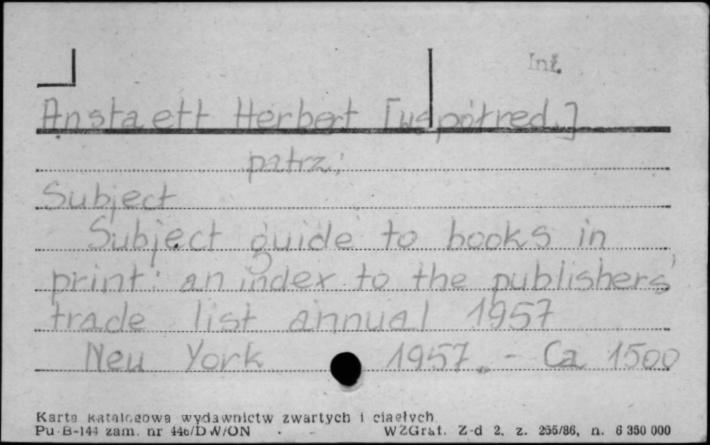 Inż.
Anstaett Herbert [współred.]
patrz:
Subject
Subject guide to books in
print: an index to the publishers'
trade list annual 1957
New York 1957. - Ca 1500
Karta katalogowa wydawnictw zwartych i ciągłych
Pu-B-144 zam. nr 446/DW/ON WZGraf. Z-d 2, z. 256/86, n. 6 350 000